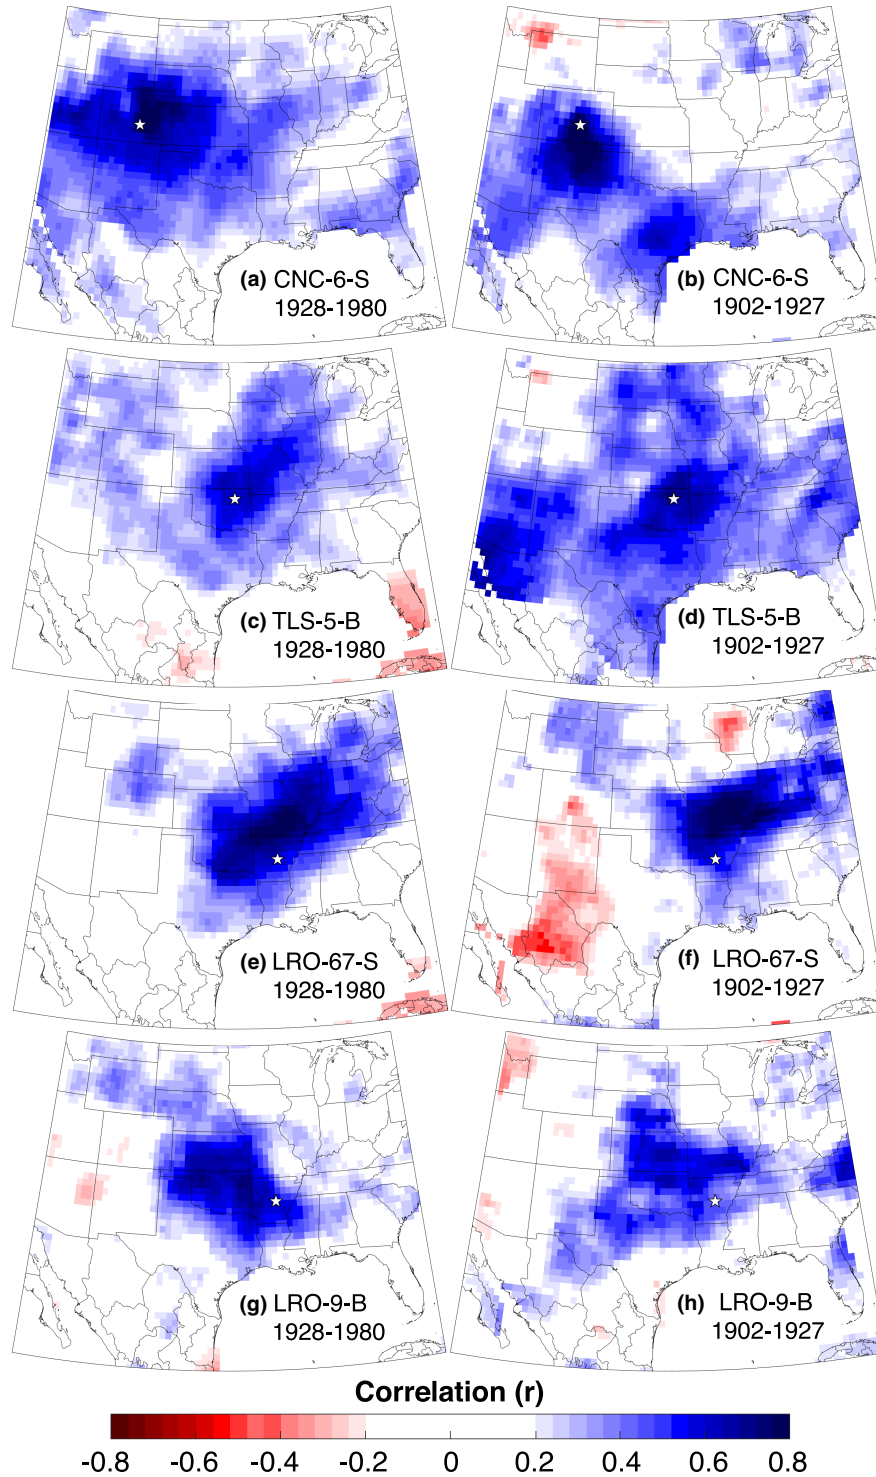 (a) CNC-6-S
1928-1980
(b) CNC-6-S
1902-1927
(c) TLS-5-B
1928-1980
(d) TLS-5-B
1902-1927
(e) LRO-67-S
1928-1980
(f) LRO-67-S
1902-1927
(g) LRO-9-B
1928-1980
(h) LRO-9-B
1902-1927
Correlation (r)
-0.8 -0.6 -0.4 -0.2 0 0.2 0.4 0.6 0.8